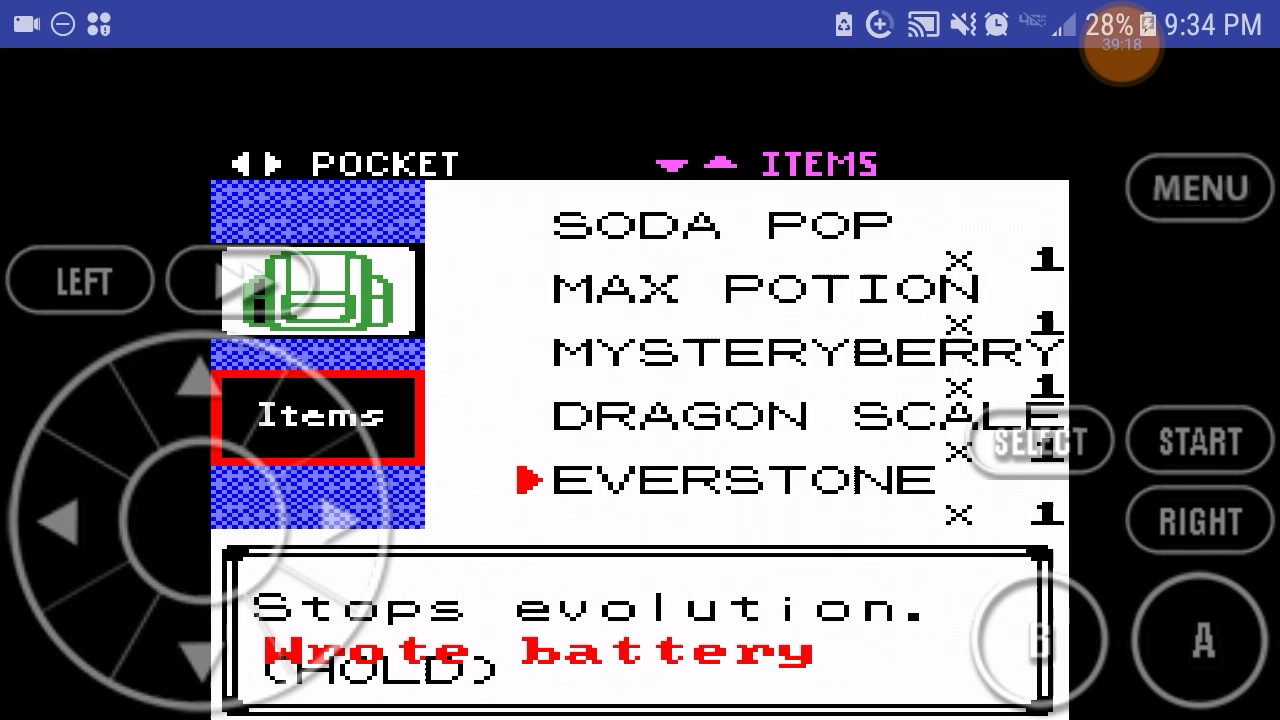 28% 9:34 PM
39:18
POCKET ITEMS
MENU
SODA POP
× 1
LEFT
MAX POTION
× 1
MYSTERYBERRY
× 1
Items
DRAGON SCALE
× 1
SELECT
START
EVERSTONE
× 1
RIGHT
Stops evolution.
Wrote battery
(HOLD)
B
A